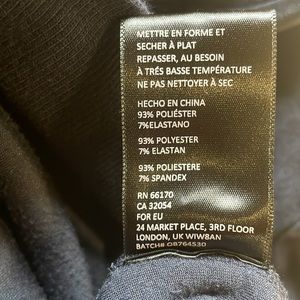 METTRE EN FORME ET
SECHER À PLAT
REPASSER, AU BESOIN
À TRÉS BASSE TEMPÉRATURE
NE PAS NETTOYER À SEC
HECHO EN CHINA
93% POLIÉSTER
7%ELASTANO
93% POLYESTER
7% ELASTAN
93% POLIESTERE
7% SPANDEX
RN 66170
CA 32054
FOR EU
24 MARKET PLACE, 3RD FLOOR
LONDON, UK WIW8AN
BATCH# OB764530